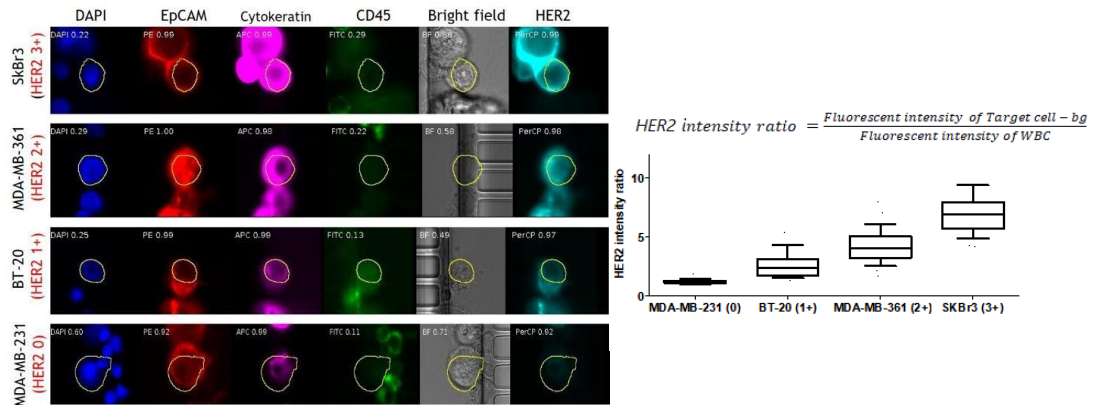 DAPI EpCAM Cytokeratin CD45 Bright field HER2
SkBr3
(HER2 3+)
DAPI 0.22 PE 0.99 APC 0.99 FITC 0.29 BF 0.86 PerCP 0.99
MDA-MB-361
(HER2 2+)
DAPI 0.29 PE 1.00 APC 0.98 FITC 0.22 BF 0.58 PerCP 0.98
BT-20
(HER2 1+)
DAPI 0.25 PE 0.99 APC 0.99 FITC 0.13 BF 0.49 PerCP 0.97
MDA-MB-231
(HER2 0)
DAPI 0.60 PE 0.92 APC 0.99 FITC 0.11 BF 0.71 PerCP 0.92
HER2 intensity ratio = Fluorescent intensity of Target cell - bg
Fluorescent intensity of WBC
HER2 intensity ratio
10
5
0
MDA-MB-231 (0) BT-20 (1+) MDA-MB-361 (2+) SKBr3 (3+)